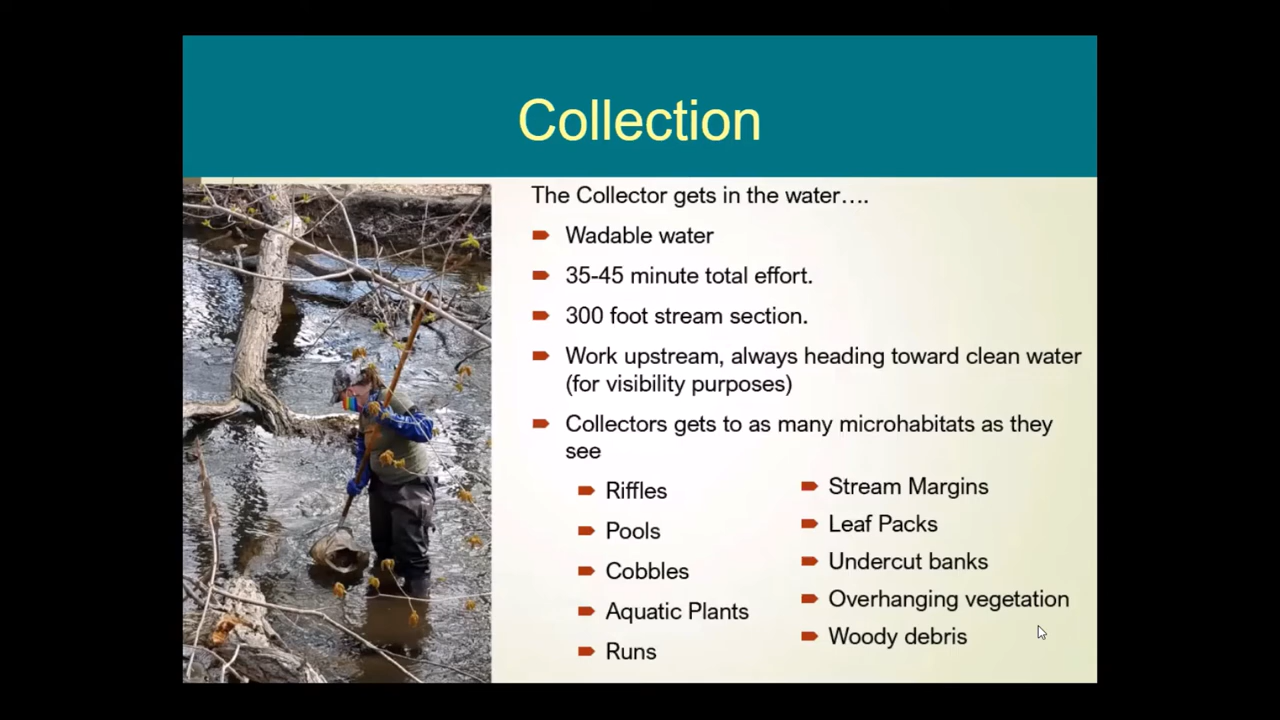 Collection
The Collector gets in the water….
Wadable water
35-45 minute total effort.
300 foot stream section.
Work upstream, always heading toward clean water
(for visibility purposes)
Collectors gets to as many microhabitats as they
see
Riffles
Pools
Cobbles
Aquatic Plants
Runs
Stream Margins
Leaf Packs
Undercut banks
Overhanging vegetation
Woody debris